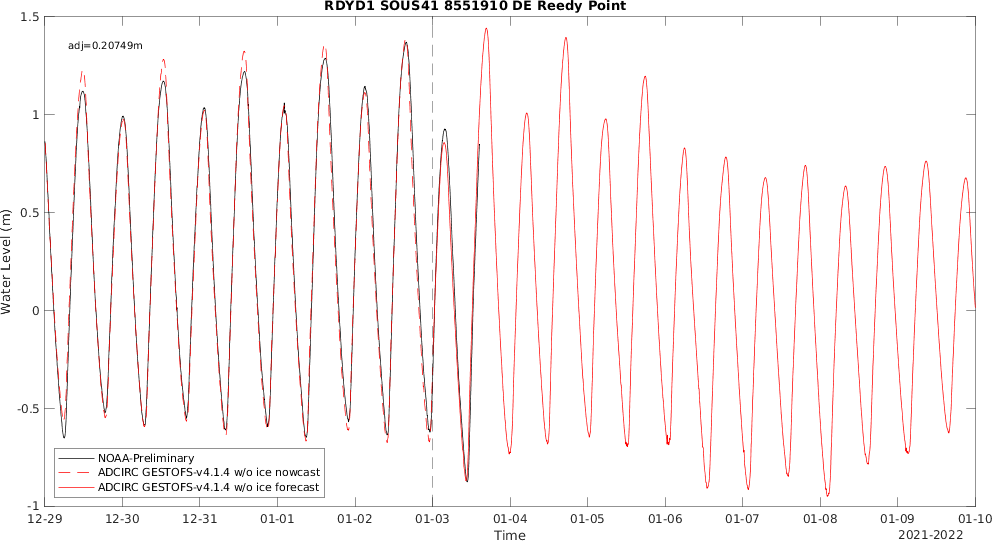 RDYD1 SOUS41 8551910 DE Reedy Point
adj=0.20749m
Water Level (m)
1.5
1
0.5
0
-0.5
-1
NOAA-Preliminary
ADCIRC GESTOFS-v4.1.4 w/o ice nowcast
ADCIRC GESTOFS-v4.1.4 w/o ice forecast
12-29 12-30 12-31 01-01 01-02 01-03 01-04 01-05 01-06 01-07 01-08 01-09 01-10
Time
2021-2022